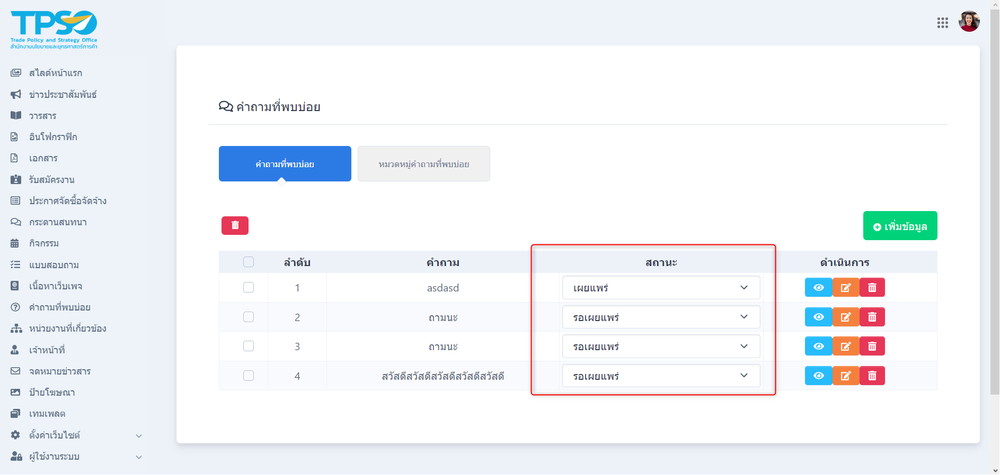 TPSO
Trade Policy and Strategy Office
สำนักงานนโยบายและยุทธศาสตร์การค้า
สไลด์หน้าแรก
ข่าวประชาสัมพันธ์
วารสาร
อินโฟกราฟิก
เอกสาร
รับสมัครงาน
ประกาศจัดซื้อจัดจ้าง
กระดานสนทนา
กิจกรรม
แบบสอบถาม
เนื้อหาเว็บเพจ
คำถามที่พบบ่อย
หน่วยงานที่เกี่ยวข้อง
เจ้าหน้าที่
จดหมายข่าวสาร
ป้ายโฆษณา
เทมเพลต
ตั้งค่าเว็บไซต์
ผู้ใช้งานระบบ
คำถามที่พบบ่อย
คำถามที่พบบ่อย หมวดหมู่คำถามที่พบบ่อย
เพิ่มข้อมูล
ลำดับ คำถาม สถานะ ดำเนินการ
1 asdasd เผยแพร่
2 ถามนะ รอเผยแพร่
3 ถามนะ รอเผยแพร่
4 สวัสดีสวัสดีสวัสดีสวัสดีสวัสดี รอเผยแพร่